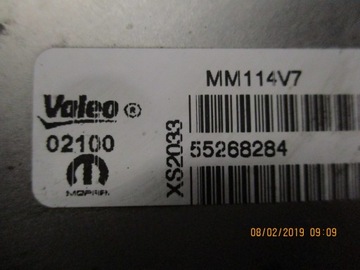 MM114V7
Valeo ®
02100
XS2033
55268284
MOPAR
08/02/2019 09:09